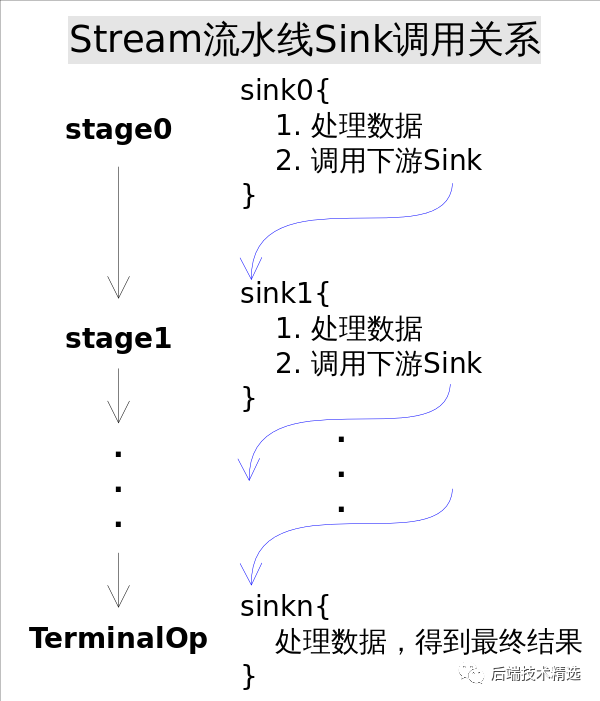 Stream流水线Sink调用关系
stage0
sink0{
1. 处理数据
2. 调用下游Sink
}
stage1
sink1{
1. 处理数据
2. 调用下游Sink
}
.
.
.
.
.
.
TerminalOp
sinkn{
处理数据，得到最终结果
}
后端技术精选